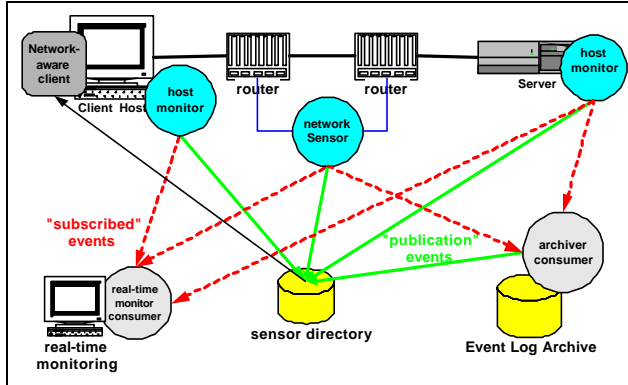 Network-
aware
client
Client Host
host
monitor
router
router
network
Sensor
Server
host
monitor
"subscribed"
events
"publication"
events
archiver
consumer
real-time
monitor
consumer
real-time
monitoring
sensor directory
Event Log Archive